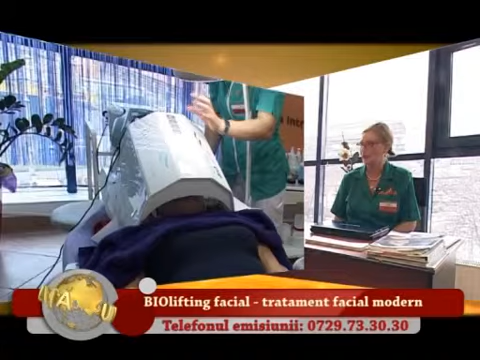 BIOlifting facial - tratament facial modern
Telefonul emisiunii: 0729.73.30.30